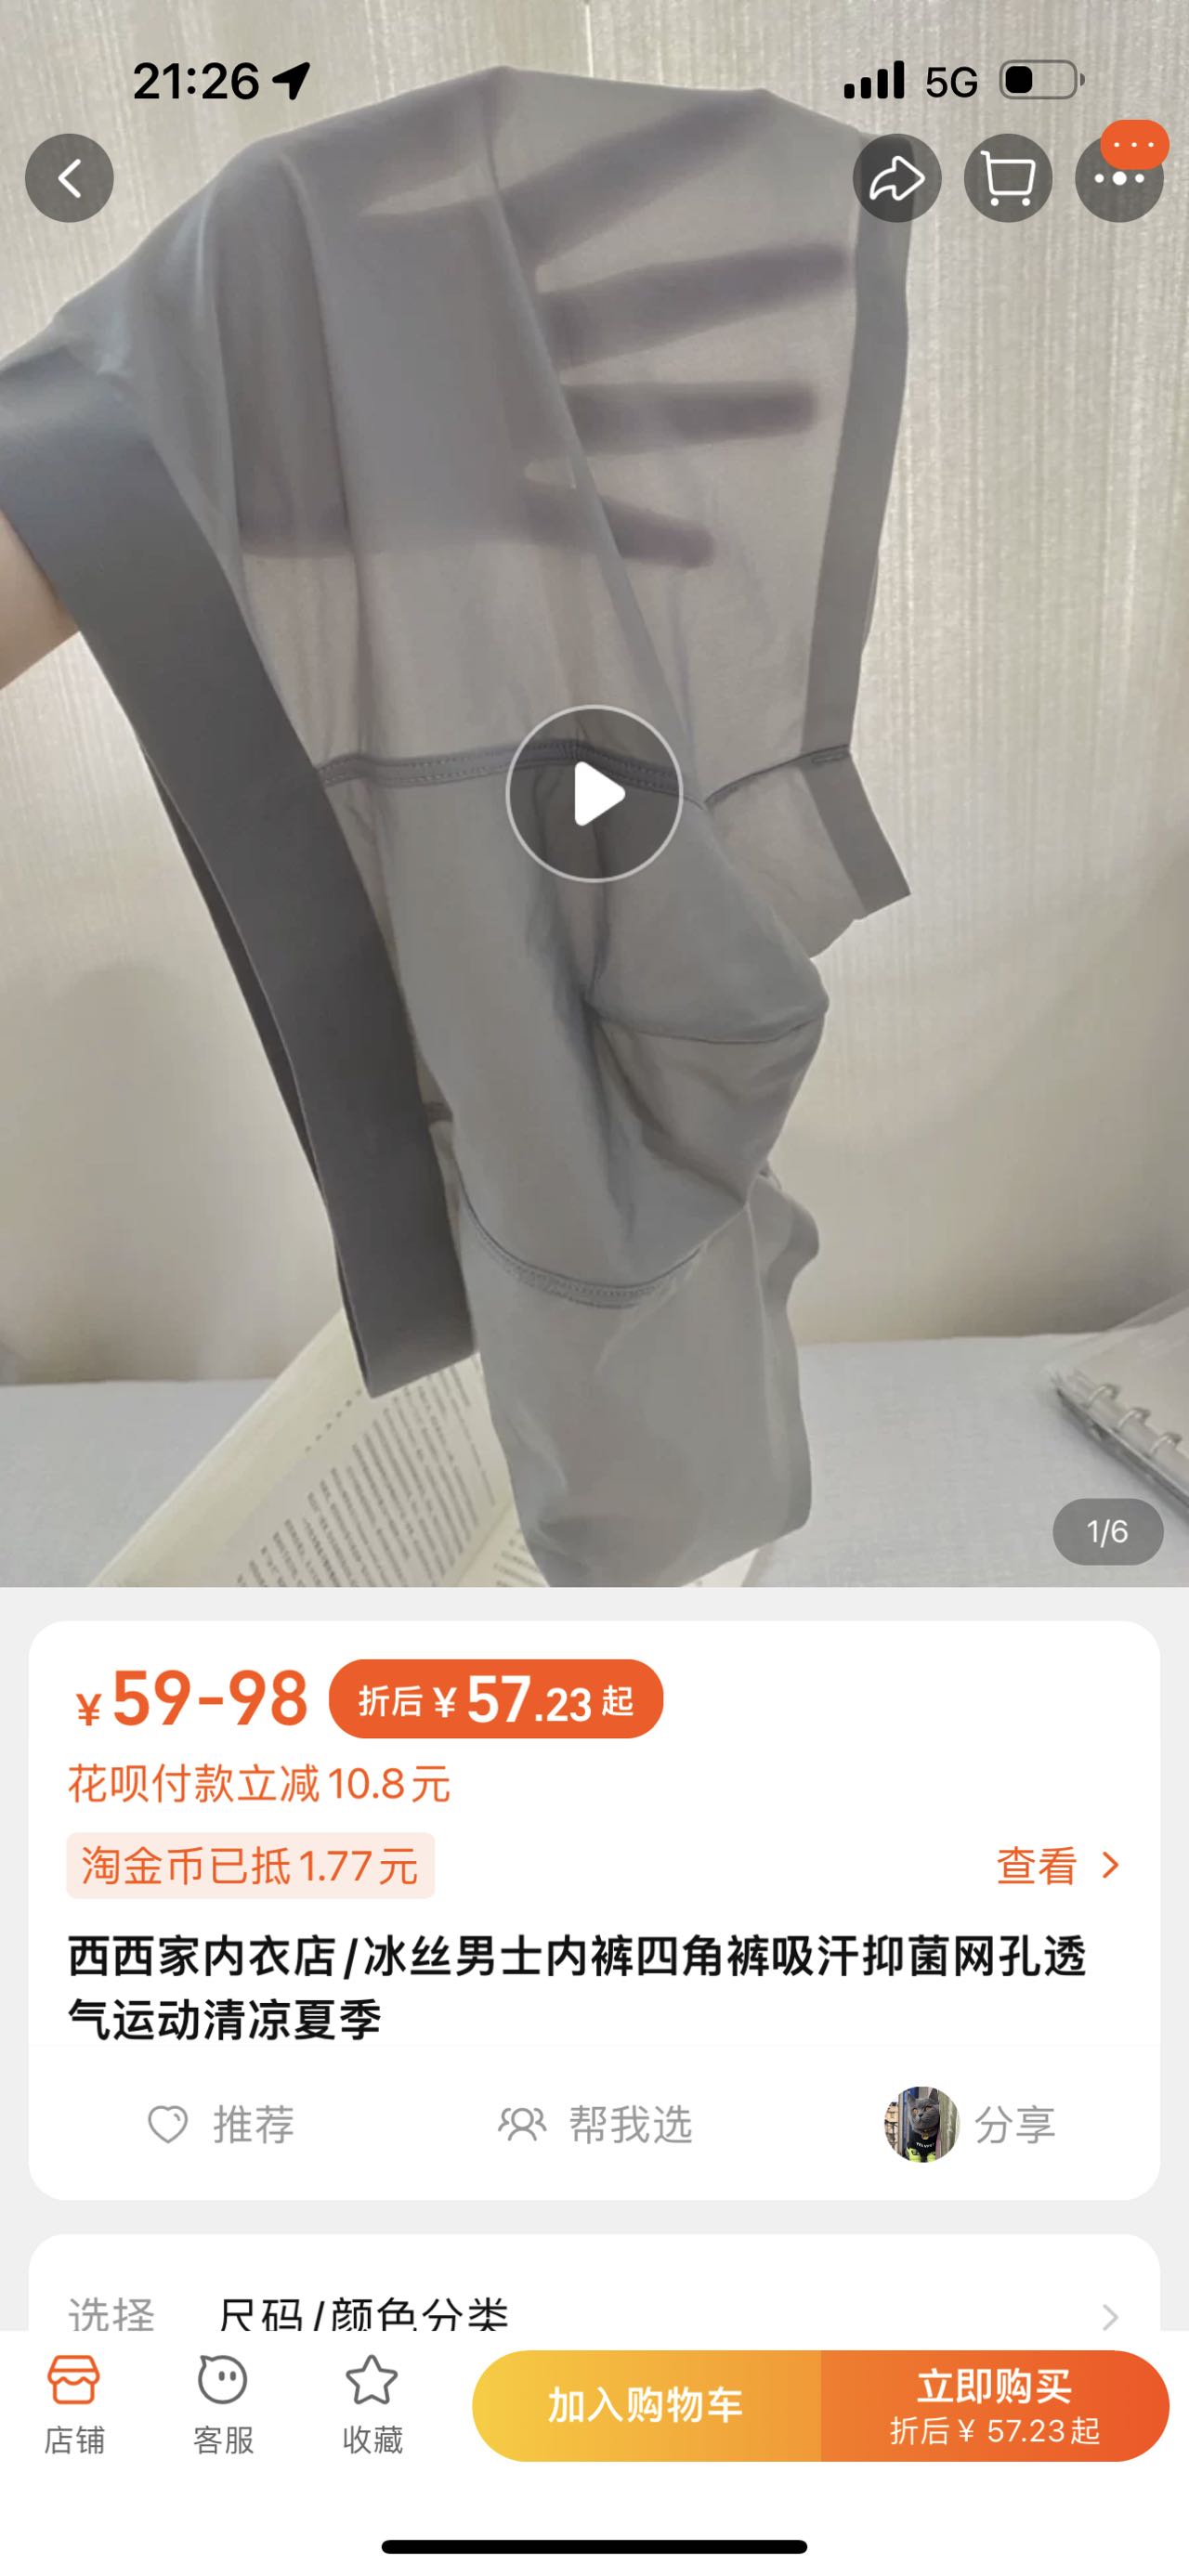 21:26
5G
1/6
¥59-98 折后¥57.23起
花呗付款立减10.8元
淘金币已抵1.77元
查看
西西家内衣店/冰丝男士内裤四角裤吸汗抑菌网孔透
气运动清凉夏季
推荐
帮我选
分享
选择 尺码/颜色分类
店铺
客服
收藏
加入购物车
立即购买
折后¥ 57.23起